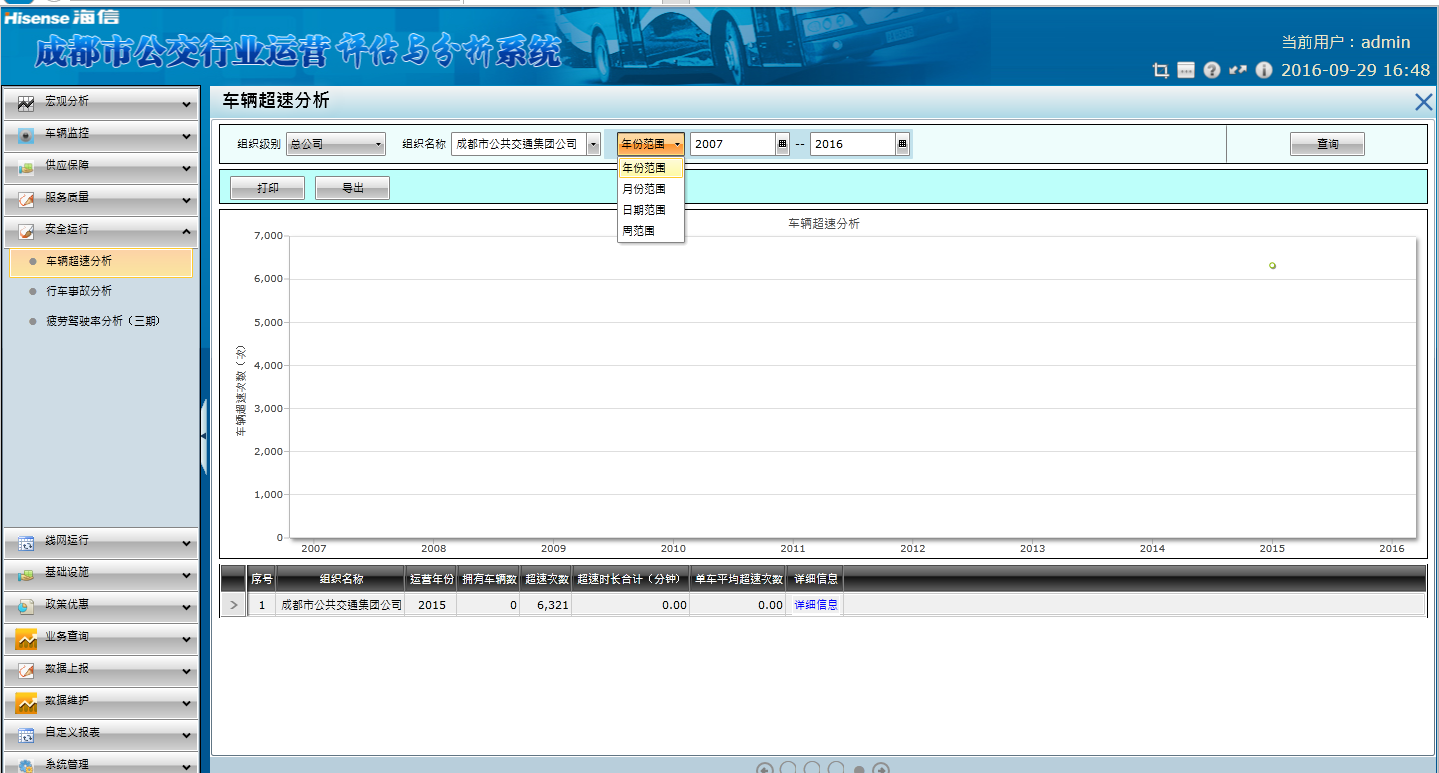 Hisense 海信
成都市公交行业运营评估与分析系统
当前用户：admin
2016-09-29 16:48
宏观分析
车辆监控
供应保障
服务质量
安全运行
车辆超速分析
行车事故分析
疲劳驾驶率分析（三期）
线网运行
基础设施
政策优惠
业务查询
数据上报
数据维护
自定义报表
系统管理
车辆超速分析
组织级别 总公司 组织名称 成都市公共交通集团公司 年份范围 2007 -- 2016 查询
年份范围
月份范围
日期范围
周范围
打印 导出
车辆超速分析
车辆超速次数（次）
7,000
6,000
5,000
4,000
3,000
2,000
1,000
0
2007 2008 2009 2010 2011 2012 2013 2014 2015 2016
序号 组织名称 运营年份 拥有车辆数 超速次数 超速时长合计（分钟） 单车平均超速次数 详细信息
1 成都市公共交通集团公司 2015 0 6,321 0.00 0.00 详细信息